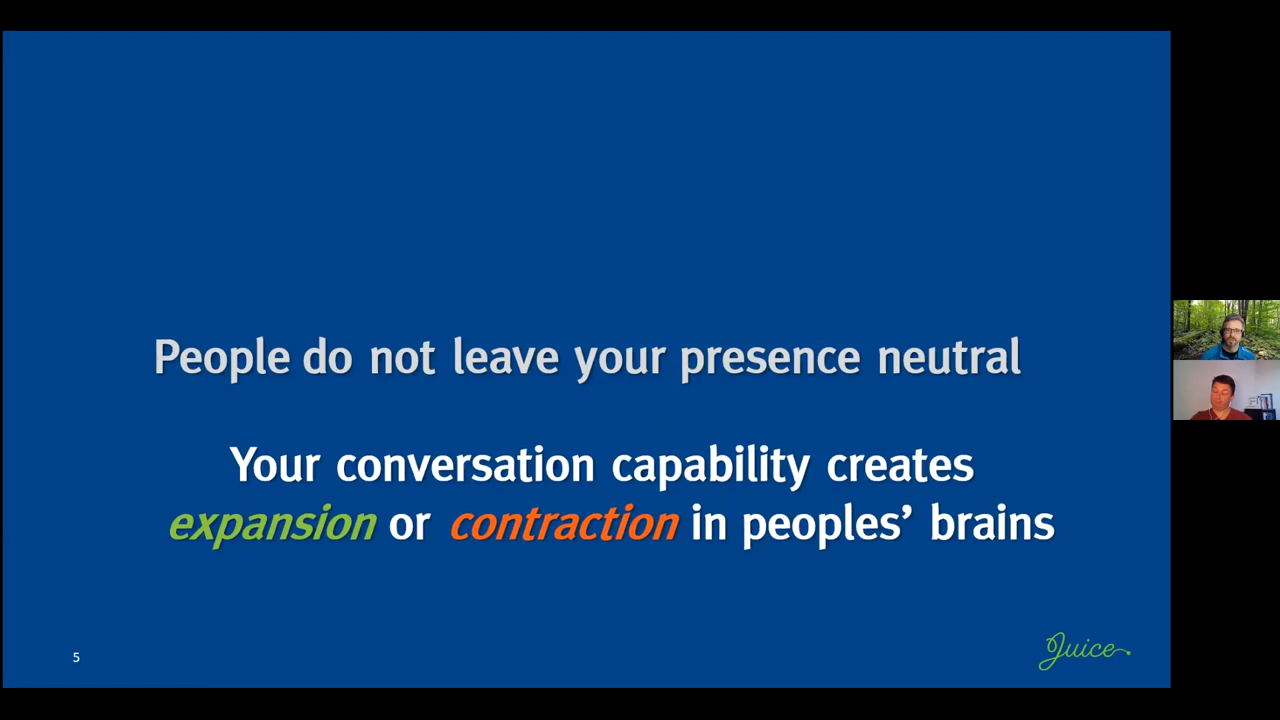 People do not leave your presence neutral
Your conversation capability creates
expansion or contraction in peoples’ brains
5
Juice